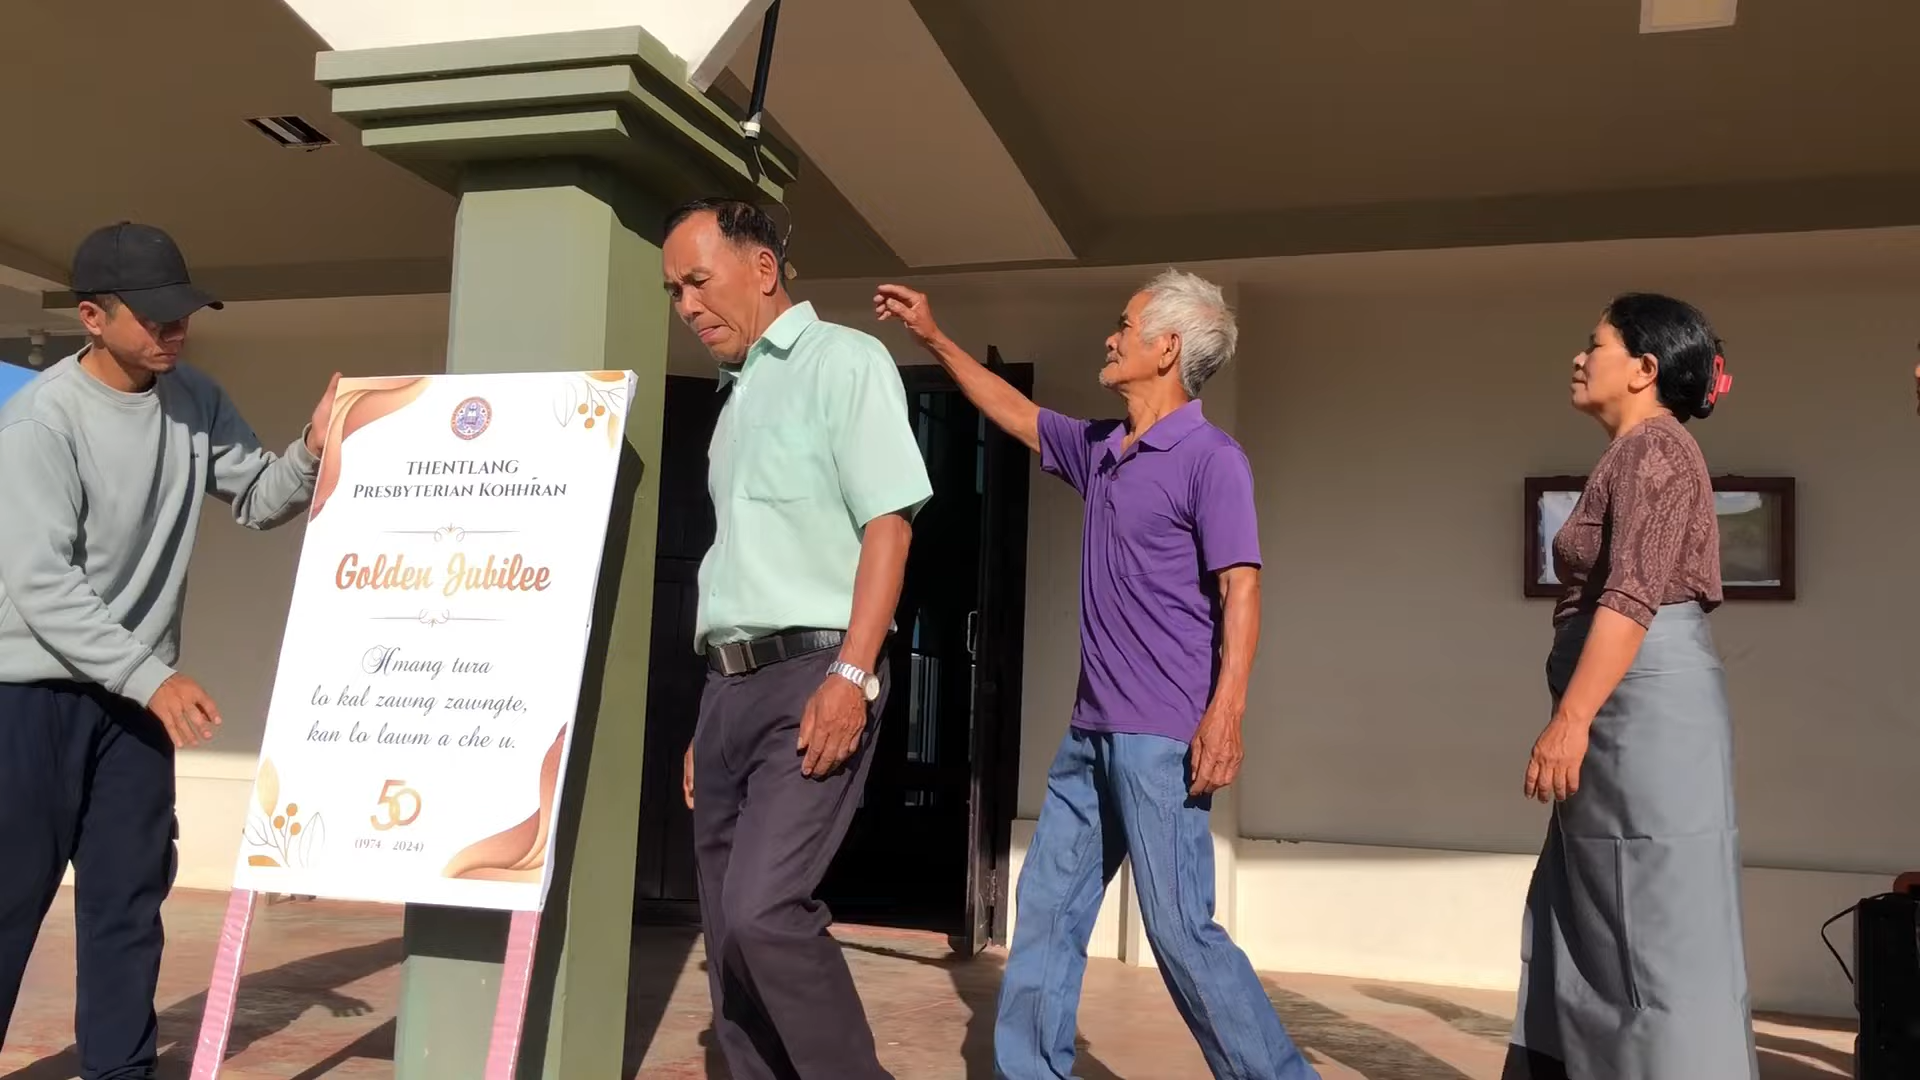 THENTLANG
PRESBYTERIAN KOHHRAN
Golden Jubilee
Hmang tura
lo kal zawng zawngte,
kan lo lawm a che u.
50
(1974 - 2024)